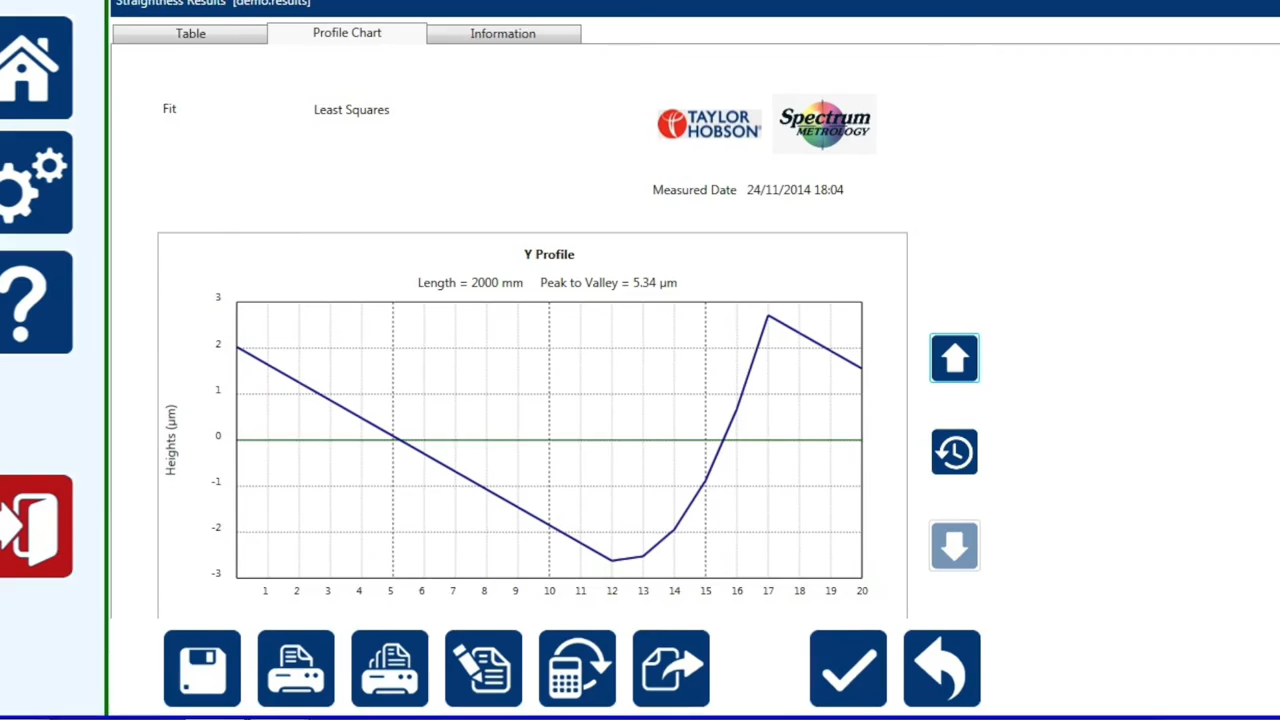 Straightness Results [demo.results]
Table Profile Chart Information
Fit Least Squares
TAYLOR HOBSON
Spectrum METROLOGY
Measured Date 24/11/2014 18:04
Y Profile
Length = 2000 mm Peak to Valley = 5.34 µm
3
2
1
0
-1
-2
-3
Heights (µm)
1 2 3 4 5 6 7 8 9 10 11 12 13 14 15 16 17 18 19 20